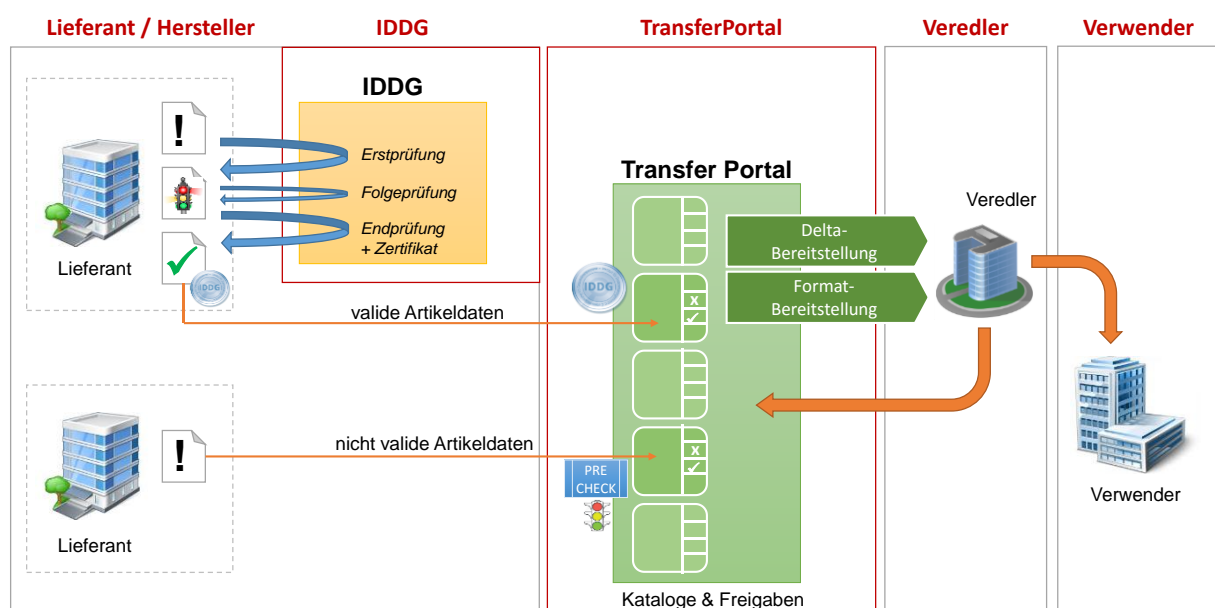 Lieferant / Hersteller
IDDG
TransferPortal
Veredler
Verwender
IDDG
!
Erstprüfung
Folgeprüfung
Endprüfung
+ Zertifikat
Lieferant
IDDG
valide Artikeldaten
Transfer Portal
IDDG
x
Delta-
Bereitstellung
Format-
Bereitstellung
Veredler
!
nicht valide Artikeldaten
x
PRE
CHECK
Lieferant
Verwender
Kataloge & Freigaben